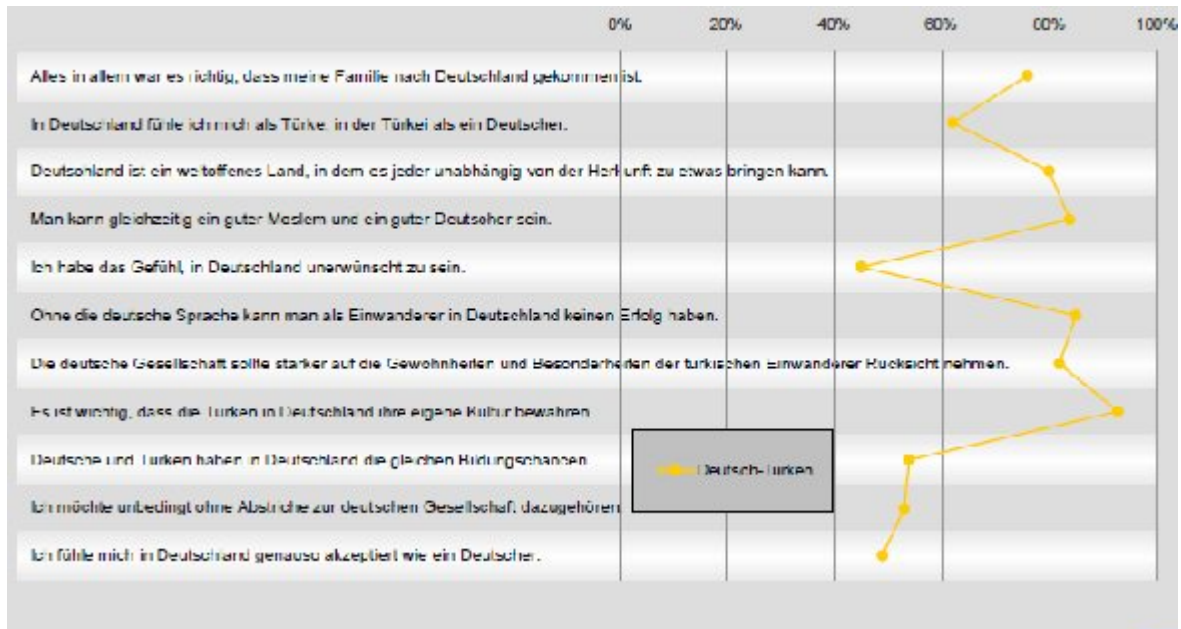 0% 20% 40% 60% 80% 100%
Alles in allem war es richtig, dass meine Familie nach Deutschland gekommen ist.
In Deutschland fühle ich mich als Türke, in der Türkei als ein Deutscher.
Deutschland ist ein weltoffenes Land, in dem es jeder unabhängig von der Herkunft zu etwas bringen kann.
Man kann gleichzeitig ein guter Moslem und ein guter Deutscher sein.
Ich habe das Gefühl, in Deutschland unerwünscht zu sein.
Ohne die deutsche Sprache kann man als Einwanderer in Deutschland keinen Erfolg haben.
Die deutsche Gesellschaft sollte stärker auf die Gewohnheiten und Besonderheiten der türkischen Einwanderer Rücksicht nehmen.
Es ist wichtig, dass die Türken in Deutschland ihre eigene Kultur bewahren
Deutsche und Türken haben in Deutschland die gleichen Bildungschancen
Deutsch-Türken
Ich möchte unbedingt ohne Abstriche zur deutschen Gesellschaft dazugehören
Ich fühle mich in Deutschland genauso akzeptiert wie ein Deutscher.